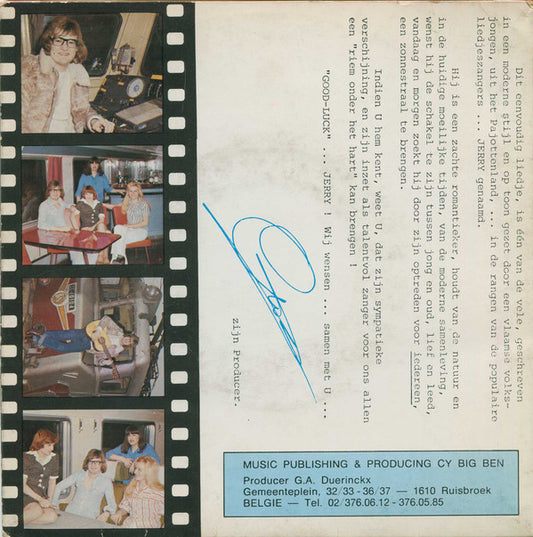 Dit eenvoudig liedje, is één van de vele, geschreven
in een moderne stijl en op toon gezet door een vlaamse volks-
jongen, uit het Pajottenland, ... in de rangen van de populaire
liedjeszangers ... JERRY genaamd.
Hij is een zachte romantieker, houdt van de natuur en
in de huidige moeilijke tijden, van de moderne samenleving,
wenst hij de schakel te zijn tussen jong en oud, lief en leed,
vandaag en morgen zoekt hij door zijn optreden voor iedereen,
een zonnestraal te brengen.
Indien U hem kent, weet U, dat zijn sympatieke
verschijning, en zijn inzet als talentvol zanger voor ons allen
een "riem onder het hart" kan brengen !
"GOOD-LUCK" ... JERRY ! Wij wensen ... samen met U ...
zijn Producer.
MUSIC PUBLISHING & PRODUCING CY BIG BEN
Producer G.A. Duerinckx
Gemeenteplein, 32/33 - 36/37 — 1610 Ruisbroek
BELGIE — Tel. 02/376.06.12 - 376.05.85